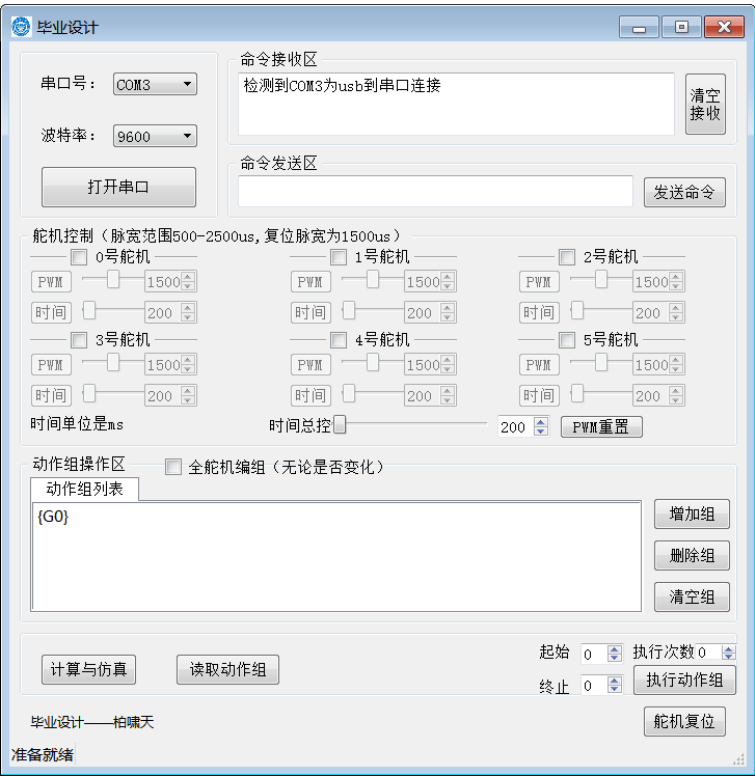 毕业设计
串口号： COM3
波特率： 9600
打开串口
命令接收区
检测到COM3为usb到串口连接
清空
接收
命令发送区
发送命令
舵机控制（脉宽范围500-2500us,复位脉宽为1500us）
0号舵机 1号舵机 2号舵机
PWM 1500 PWM 1500 PWM 1500
时间 200 时间 200 时间 200
3号舵机 4号舵机 5号舵机
PWM 1500 PWM 1500 PWM 1500
时间 200 时间 200 时间 200
时间单位是ms 时间总控 200 PWM重置
动作组操作区 全舵机编组（无论是否变化）
动作组列表
{G0}
增加组
删除组
清空组
计算与仿真 读取动作组
起始 0 执行次数 0
终止 0 执行动作组
毕业设计——柏啸天 舵机复位
准备就绪